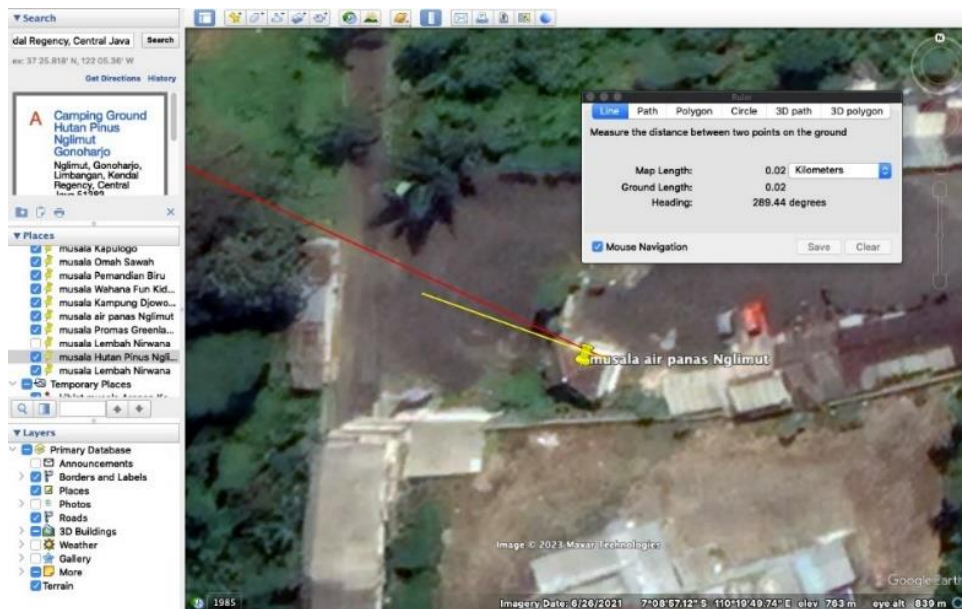 Search
dal Regency, Central Java Search
ex: 37 25.818' N, 122 05.36' W
Get Directions History
A Camping Ground
Hutan Pinus
Nglimut
Gonoharjo
Nglimut, Gonoharjo,
Limbangan, Kendal
Regency, Central
Places
musala Kapulogo
musala Omah Sawah
musala Pemandian Biru
musala Wahana Fun Kid...
musala Kampung Djowo...
musala air panas Nglimut
musala Promas Greenla...
musala Lembah Nirwana
musala Hutan Pinus Ngli...
musala Lembah Nirwana
Temporary Places
Layers
Primary Database
Announcements
Borders and Labels
Places
Photos
Roads
3D Buildings
Weather
Gallery
More
Terrain
N
Ruler
Line Path Polygon Circle 3D path 3D polygon
Measure the distance between two points on the ground
Map Length: 0.02 Kilometers
Ground Length: 0.02
Heading: 289.44 degrees
Mouse Navigation Save Clear
musala air panas Nglimut
Image © 2023 Maxar Technologies
Google Earth
1985 Imagery Date: 6/26/2021 7°08'57.12" S 110°19'49.74" E elev 763 m eye alt 839 m